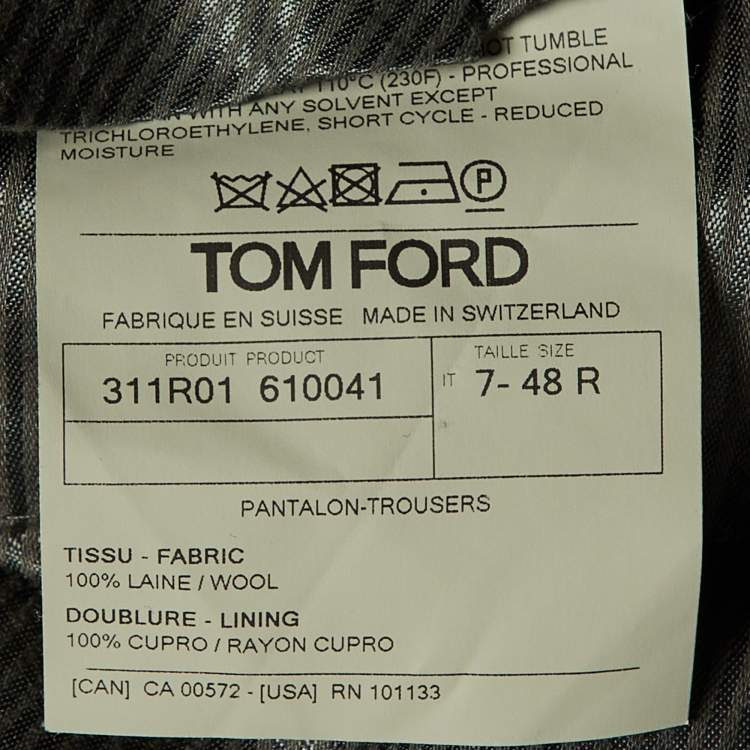 NOT TUMBLE
110°C (230F) - PROFESSIONAL
WITH ANY SOLVENT EXCEPT
TRICHLOROETHYLENE, SHORT CYCLE - REDUCED
MOISTURE
P
TOM FORD
FABRIQUE EN SUISSE MADE IN SWITZERLAND
PRODUIT PRODUCT
311R01 610041
TAILLE SIZE
IT 7- 48 R
PANTALON-TROUSERS
TISSU - FABRIC
100% LAINE / WOOL
DOUBLURE - LINING
100% CUPRO / RAYON CUPRO
[CAN] CA 00572 - [USA] RN 101133